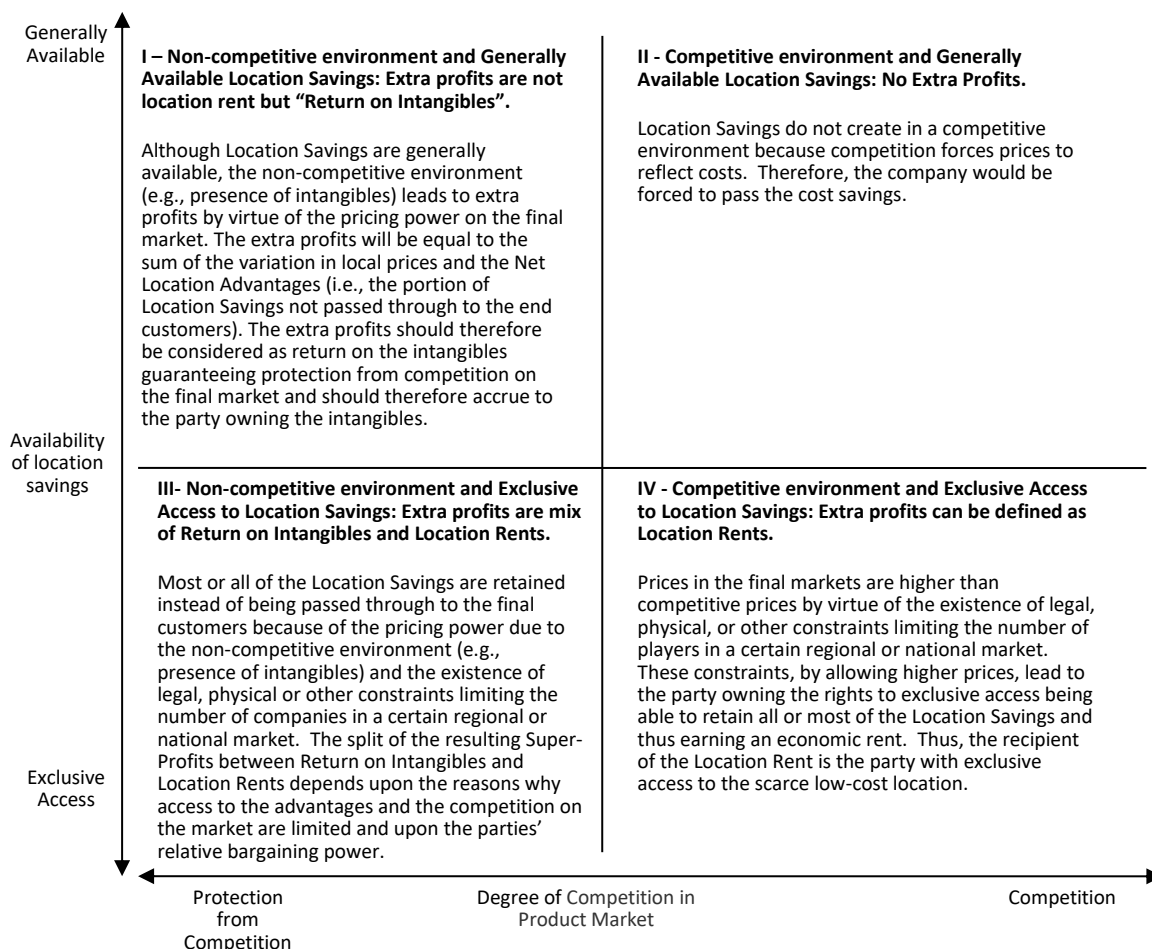 Generally
Available
I – Non-competitive environment and Generally
Available Location Savings: Extra profits are not
location rent but “Return on Intangibles”.
Although Location Savings are generally
available, the non-competitive environment
(e.g., presence of intangibles) leads to extra
profits by virtue of the pricing power on the final
market. The extra profits will be equal to the
sum of the variation in local prices and the Net
Location Advantages (i.e., the portion of
Location Savings not passed through to the end
customers). The extra profits should therefore
be considered as return on the intangibles
guaranteeing protection from competition on
the final market and should therefore accrue to
the party owning the intangibles.
II - Competitive environment and Generally
Available Location Savings: No Extra Profits.
Location Savings do not create in a competitive
environment because competition forces prices to
reflect costs.  Therefore, the company would be
forced to pass the cost savings.
Availability
of location
savings
III- Non-competitive environment and Exclusive
Access to Location Savings: Extra profits are mix
of Return on Intangibles and Location Rents.
Most or all of the Location Savings are retained
instead of being passed through to the final
customers because of the pricing power due to
the non-competitive environment (e.g.,
presence of intangibles) and the existence of
legal, physical or other constraints limiting the
number of companies in a certain regional or
national market.  The split of the resulting Super-
Profits between Return on Intangibles and
Location Rents depends upon the reasons why
access to the advantages and the competition on
the market are limited and upon the parties’
relative bargaining power.
IV - Competitive environment and Exclusive Access
to Location Savings: Extra profits can be defined as
Location Rents.
Prices in the final markets are higher than
competitive prices by virtue of the existence of legal,
physical, or other constraints limiting the number of
players in a certain regional or national market.
These constraints, by allowing higher prices, lead to
the party owning the rights to exclusive access being
able to retain all or most of the Location Savings and
thus earning an economic rent.  Thus, the recipient
of the Location Rent is the party with exclusive
access to the scarce low-cost location.
Exclusive
Access
Protection
from
Competition
Degree of Competition in
Product Market
Competition